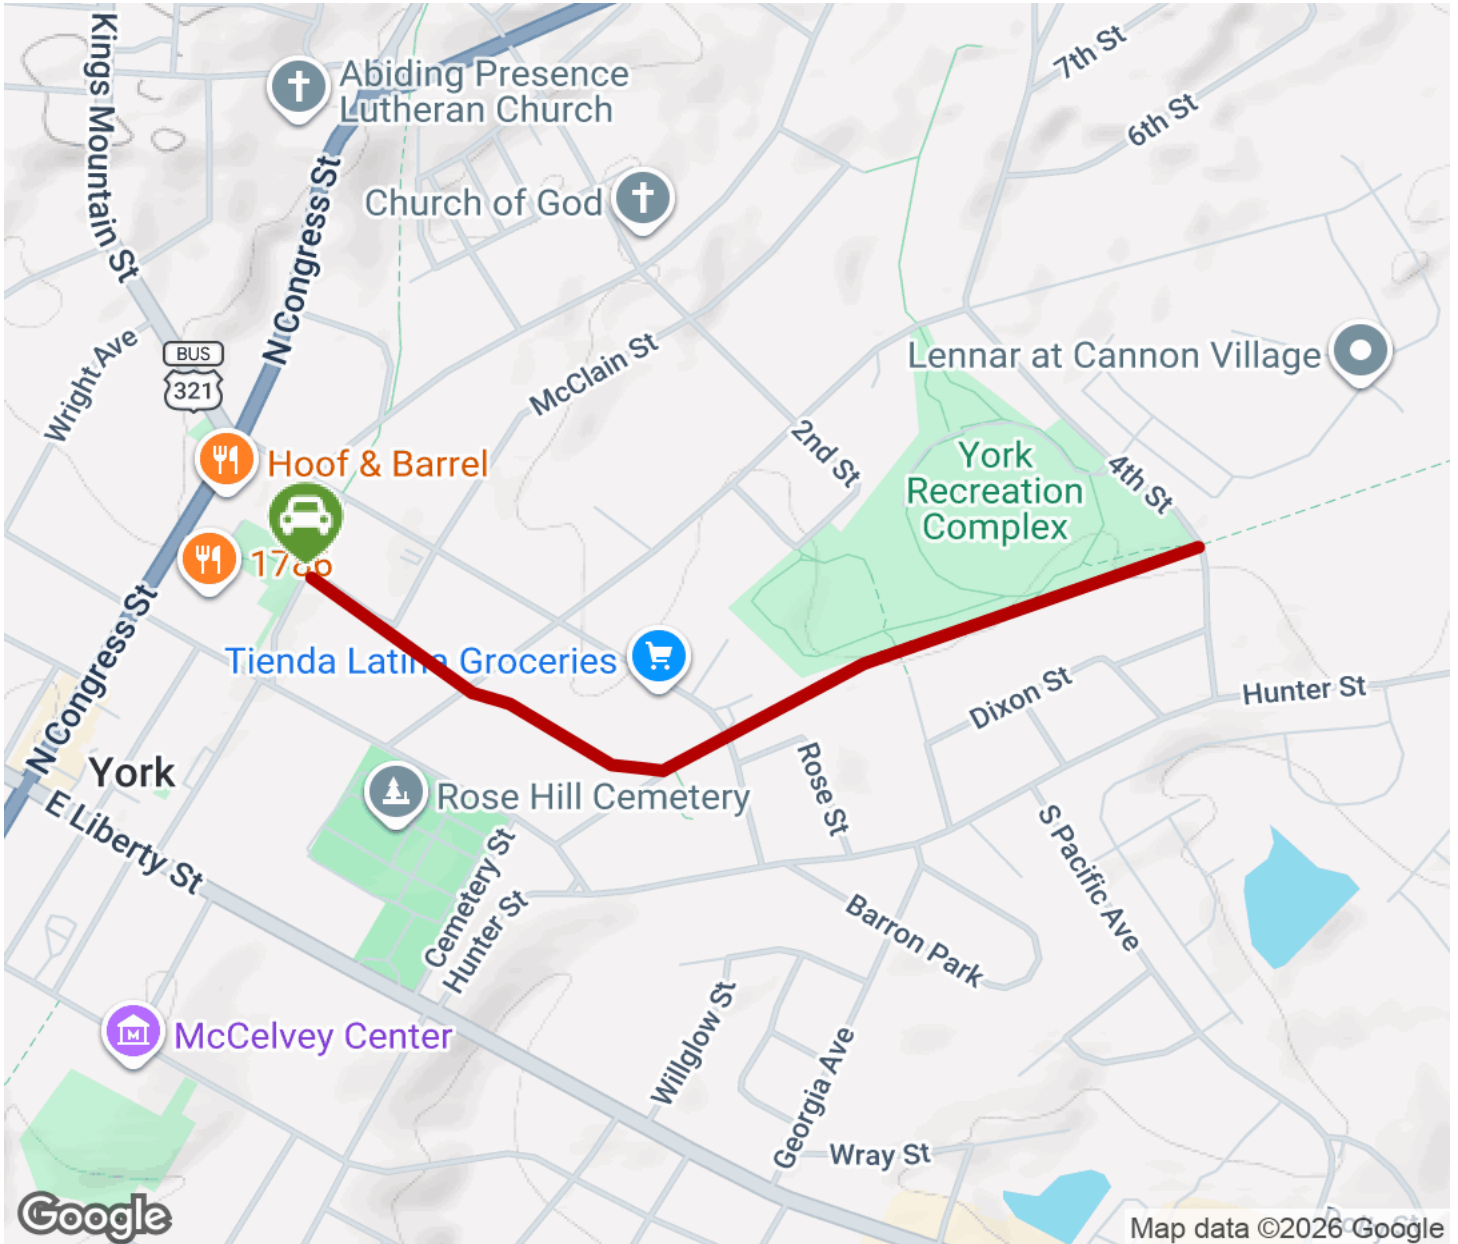 Kings Mountain St
Abiding Presence
Lutheran Church
7th St
6th St
N Congress St
Church of God
Wright Ave
BUS
321
McClain St
Lennar at Cannon Village
2nd St
Hoof & Barrel
York
Recreation
Complex
4th St
1786
N Congress St
Tienda Latina Groceries
Dixon St
Hunter St
York
Rose Hill Cemetery
Rose St
E Liberty St
S Pacific Ave
Cemetery St
Hunter St
Barron Park
McCelvey Center
M
Willglow St
Georgia Ave
Wray St
Google
Map data ©2026 Google